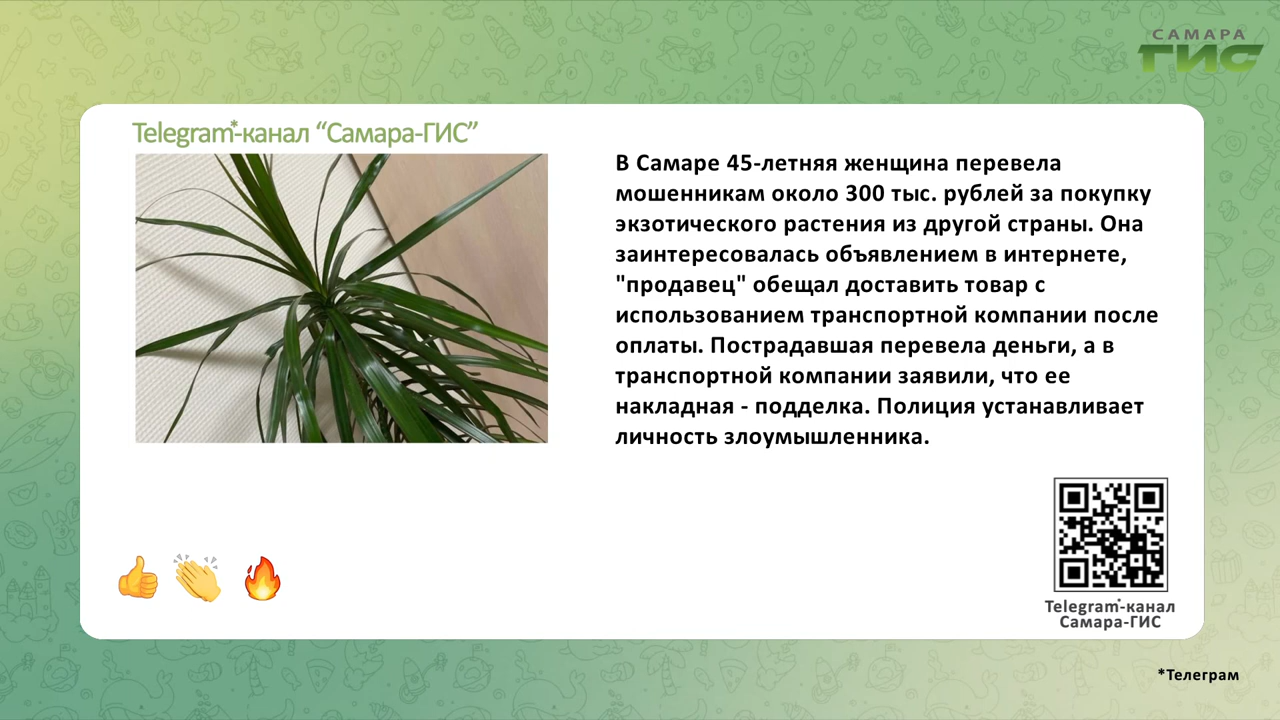 САМАРА
ГИС
Telegram*-канал “Самара-ГИС”
В Самаре 45-летняя женщина перевела
мошенникам около 300 тыс. рублей за покупку
экзотического растения из другой страны. Она
заинтересовалась объявлением в интернете,
"продавец" обещал доставить товар с
использованием транспортной компании после
оплаты. Пострадавшая перевела деньги, а в
транспортной компании заявили, что ее
накладная - подделка. Полиция устанавливает
личность злоумышленника.
Telegram*-канал
Самара-ГИС
*Телеграм